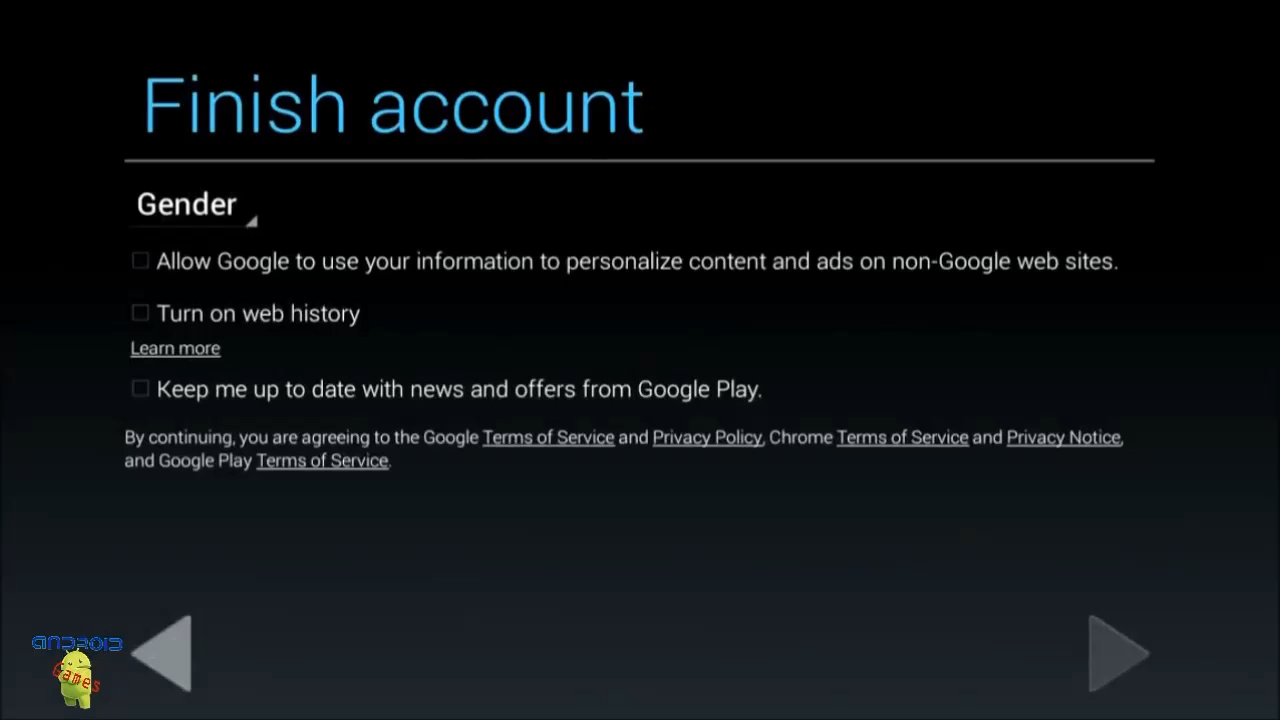 Finish account
Gender
Allow Google to use your information to personalize content and ads on non-Google web sites.
Turn on web history
Learn more
Keep me up to date with news and offers from Google Play.
By continuing, you are agreeing to the Google Terms of Service and Privacy Policy, Chrome Terms of Service and Privacy Notice,
and Google Play Terms of Service.
ANDROID
Games